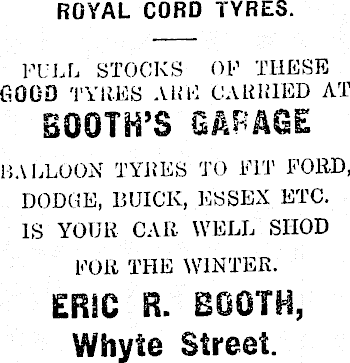 ROYAL CORD TYRES.
FULL STOCKS OF THESE
GOOD TYRES ARE CARRIED AT
BOOTH'S GARAGE
BALLOON TYRES TO FIT FORD,
DODGE, BUICK, ESSEX ETC.
IS YOUR CAR WELL SHOD
FOR THE WINTER.
ERIC R. BOOTH,
Whyte Street.